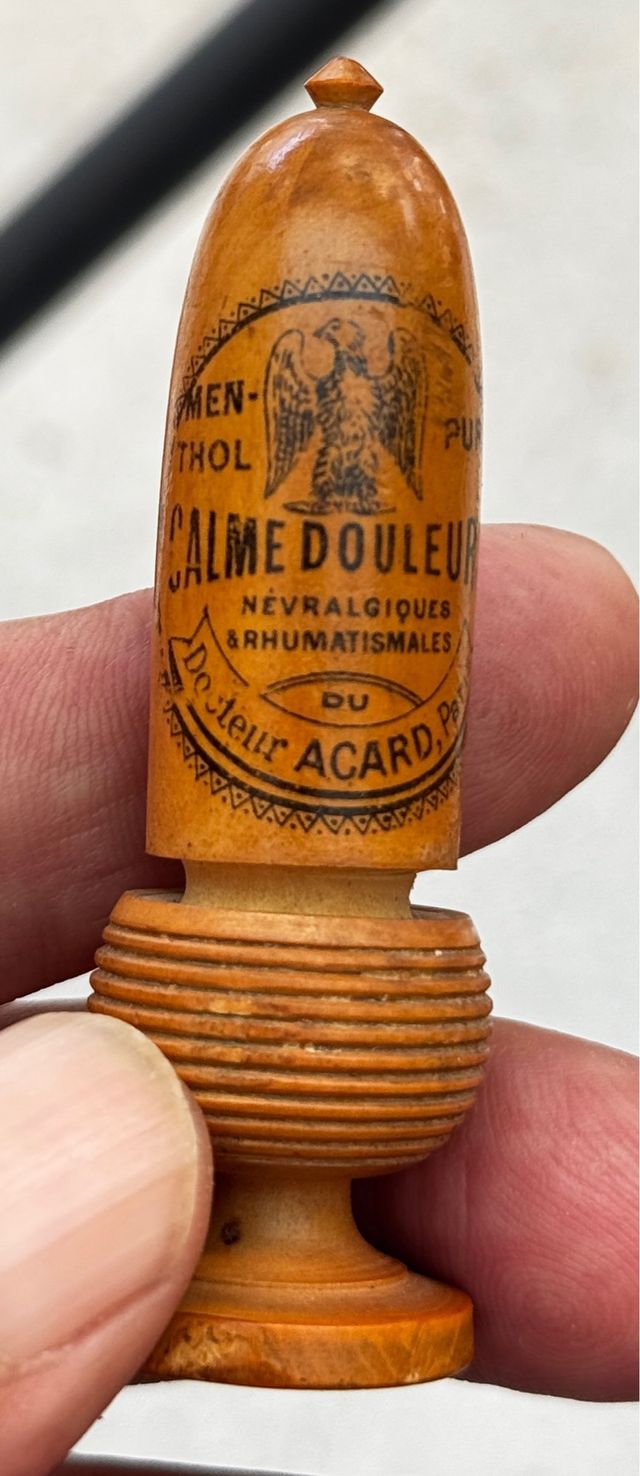 MEN- PUR
THOL
CALME DOULEUR
NÉVRALGIQUES
&RHUMATISMALES
DU
Docteur ACARD,